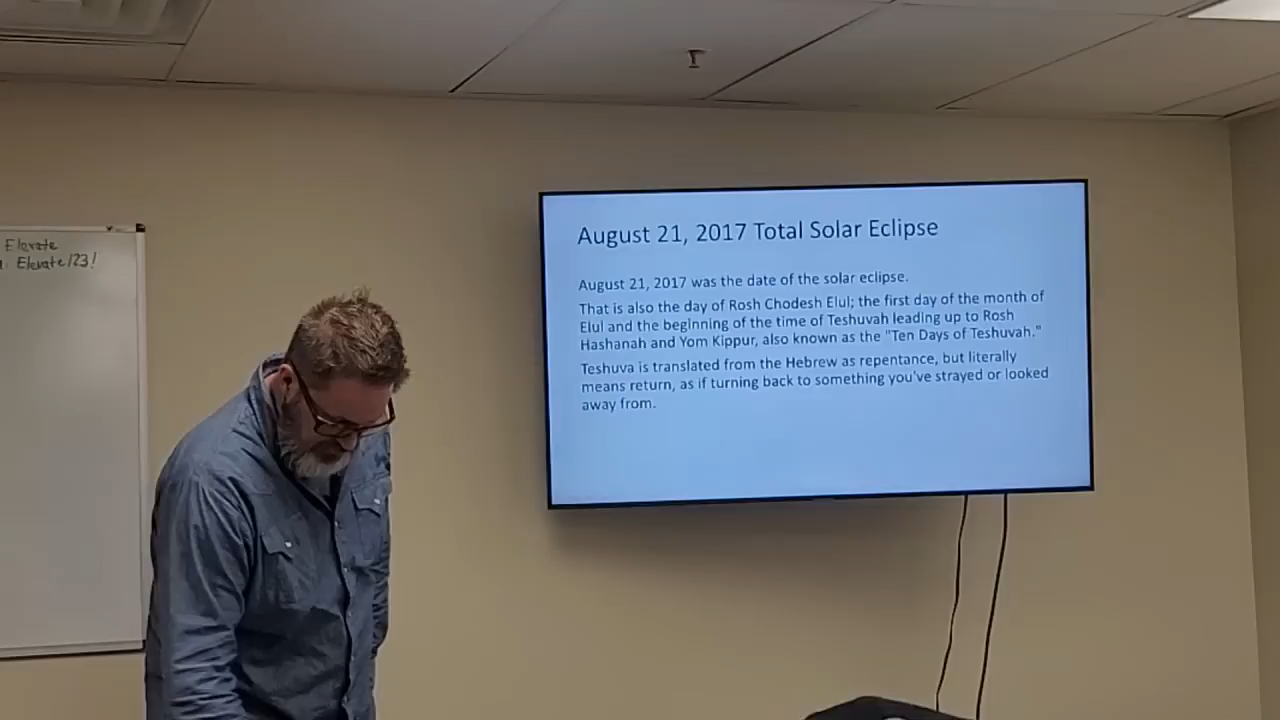 Elevate
: Elevate123!
August 21, 2017 Total Solar Eclipse
August 21, 2017 was the date of the solar eclipse.
That is also the day of Rosh Chodesh Elul; the first day of the month of
Elul and the beginning of the time of Teshuvah leading up to Rosh
Hashanah and Yom Kippur, also known as the "Ten Days of Teshuvah."
Teshuva is translated from the Hebrew as repentance, but literally
means return, as if turning back to something you've strayed or looked
away from.